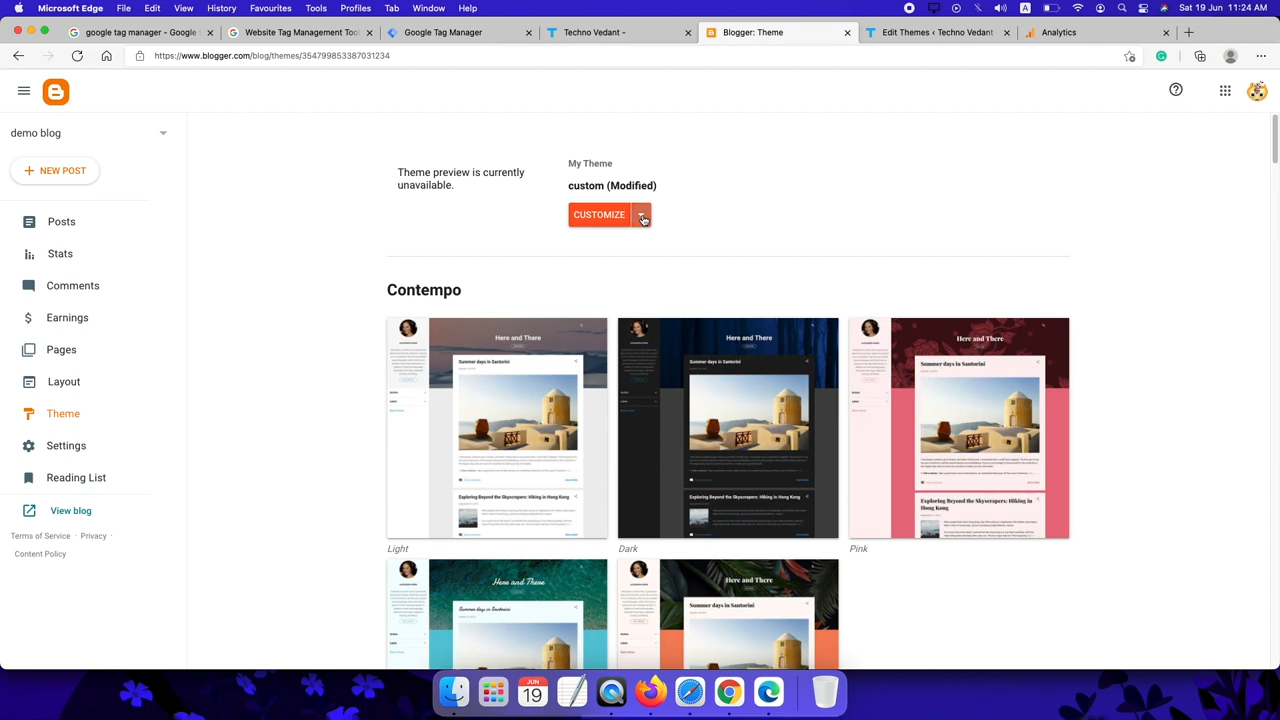 Microsoft Edge File Edit View History Favourites Tools Profiles Tab Window Help
A
Sat 19 Jun 11:24 AM
google tag manager - Google
Website Tag Management Too
Google Tag Manager
Techno Vedant -
Blogger: Theme
Edit Themes ‹ Techno Vedant
Analytics
https://www.blogger.com/blog/themes/354799853387031234
demo blog
NEW POST
Posts
Stats
Comments
$ Earnings
Pages
Layout
Theme
Settings
Reading List
View blog
Terms of Service
Privacy
Content Policy
Theme preview is currently
unavailable.
My Theme
custom (Modified)
CUSTOMIZE
Contempo
Here and There
Summer days in Santorini
Exploring Beyond the Skyscrapers: Hiking in Hong Kong
Light
Here and There
Summer days in Santorini
Exploring Beyond the Skyscrapers: Hiking in Hong Kong
Dark
Here and There
Summer days in Santorini
Exploring Beyond the Skyscrapers: Hiking in
Hong Kong
Pink
Here and There
Summer days in Santorini
Here and There
Summer days in Santorini
JUN
19